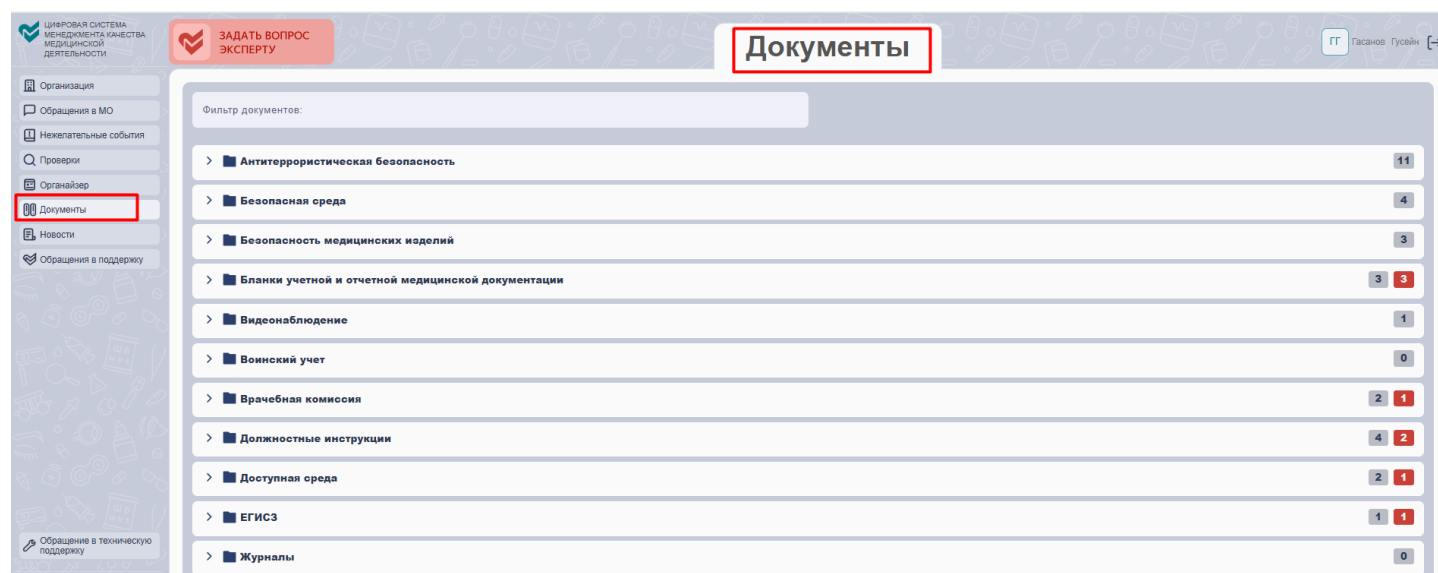 ЦИФРОВАЯ СИСТЕМА
МЕНЕДЖМЕНТА КАЧЕСТВА
МЕДИЦИНСКОЙ
ДЕЯТЕЛЬНОСТИ
ЗАДАТЬ ВОПРОС
ЭКСПЕРТУ
Документы
ГГ Гасанов Гусейн
Организация
Обращения в МО
Нежелательные события
Проверки
Органайзер
Документы
Новости
Обращения в поддержку
Обращение в техническую
поддержку
Фильтр документов:
Антитеррористическая безопасность 11
Безопасная среда 4
Безопасность медицинских изделий 3
Бланки учетной и отчетной медицинской документации 3 3
Видеонаблюдение 1
Воинский учет 0
Врачебная комиссия 2 1
Должностные инструкции 4 2
Доступная среда 2 1
ЕГИСЗ 1 1
Журналы 0